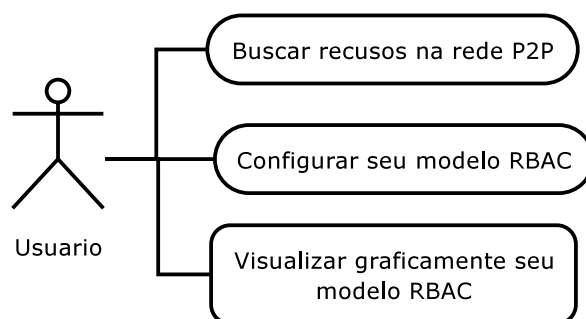 Buscar recusos na rede P2P
Configurar seu modelo RBAC
Usuario
Visualizar graficamente seu
modelo RBAC